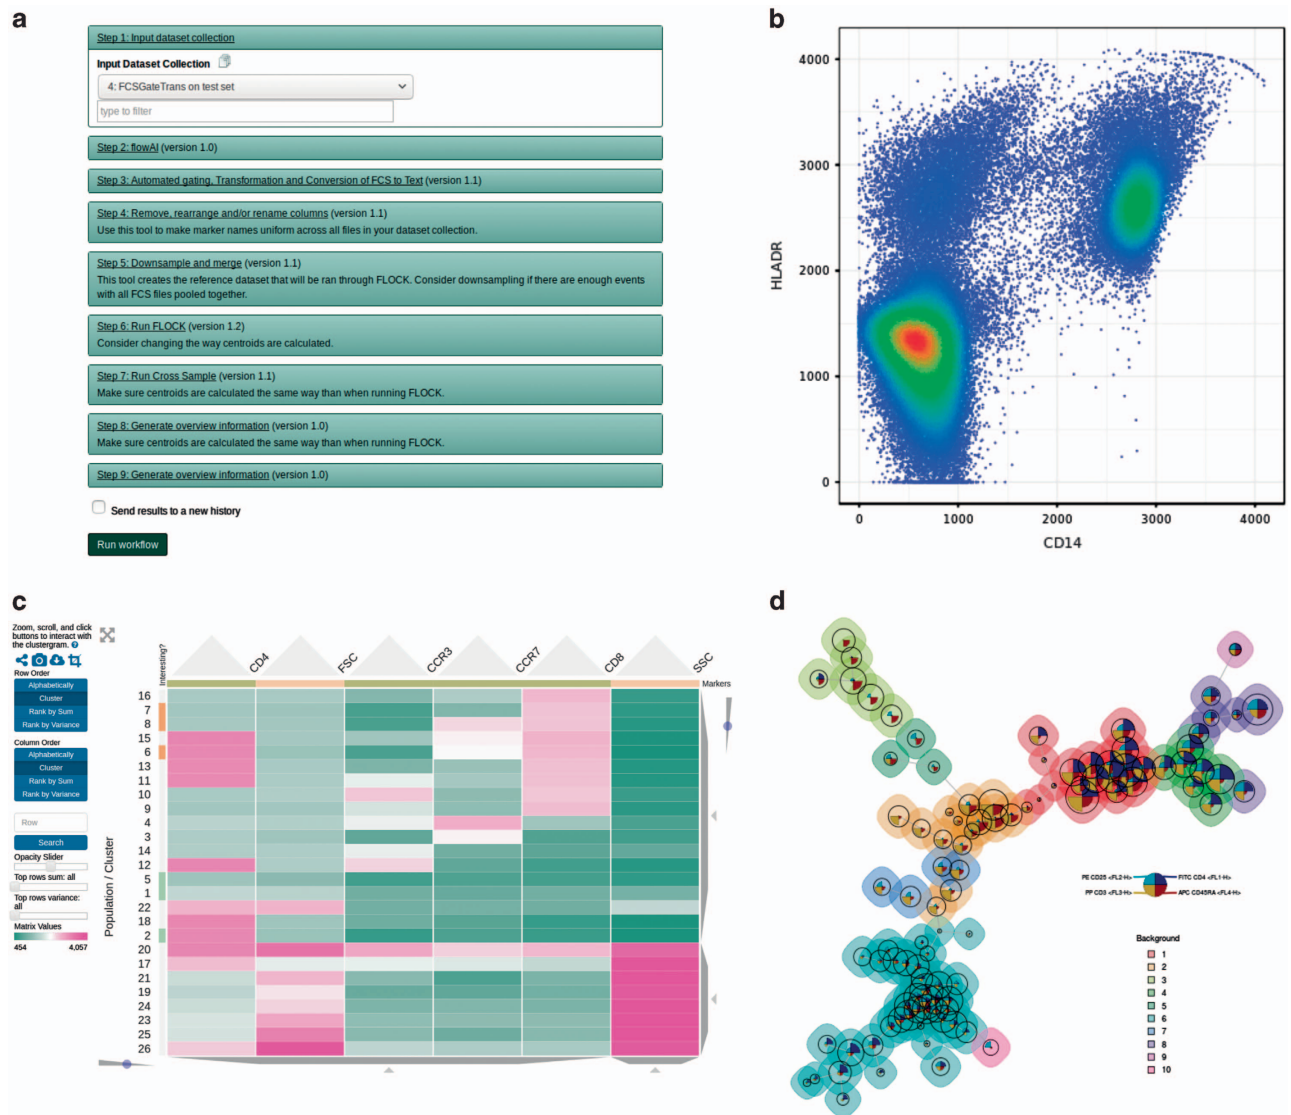 a
Step 1: Input dataset collection
Input Dataset Collection
4: FCSGateTrans on test set
type to filter
Step 2: flowAI (version 1.0)
Step 3: Automated gating, Transformation and Conversion of FCS to Text (version 1.1)
Step 4: Remove, rearrange and/or rename columns (version 1.1)
Use this tool to make marker names uniform across all files in your dataset collection.
Step 5: Downsample and merge (version 1.1)
This tool creates the reference dataset that will be ran through FLOCK. Consider downsampling if there are enough events
with all FCS files pooled together.
Step 6: Run FLOCK (version 1.2)
Consider changing the way centroids are calculated.
Step 7: Run Cross Sample (version 1.1)
Make sure centroids are calculated the same way than when running FLOCK.
Step 8: Generate overview information (version 1.0)
Make sure centroids are calculated the same way than when running FLOCK.
Step 9: Generate overview information (version 1.0)
Send results to a new history
Run workflow
b
HLADR
4000
3000
2000
1000
0
0 1000 2000 3000 4000
CD14
c
Zoom, scroll, and click
buttons to interact with
the clustergram.
Row Order
Alphabetically
Cluster
Rank by Sum
Rank by Variance
Column Order
Alphabetically
Cluster
Rank by Sum
Rank by Variance
Row
Search
Opacity Slider
Top rows sum: all
Top rows variance:
all
Matrix Values
454 4,057
Interesting?
CD4 FSC CCR3 CCR7 CD8 SSC
Markers
Population / Cluster
16
7
8
15
6
13
11
10
9
4
3
14
12
5
1
22
18
2
20
17
21
19
24
23
25
26
d
PE CD25 <FL2-H> FITC CD4 <FL1-H>
PP CD3 <FL3-H> APC CD45RA <FL4-H>
Background
1
2
3
4
5
6
7
8
9
10